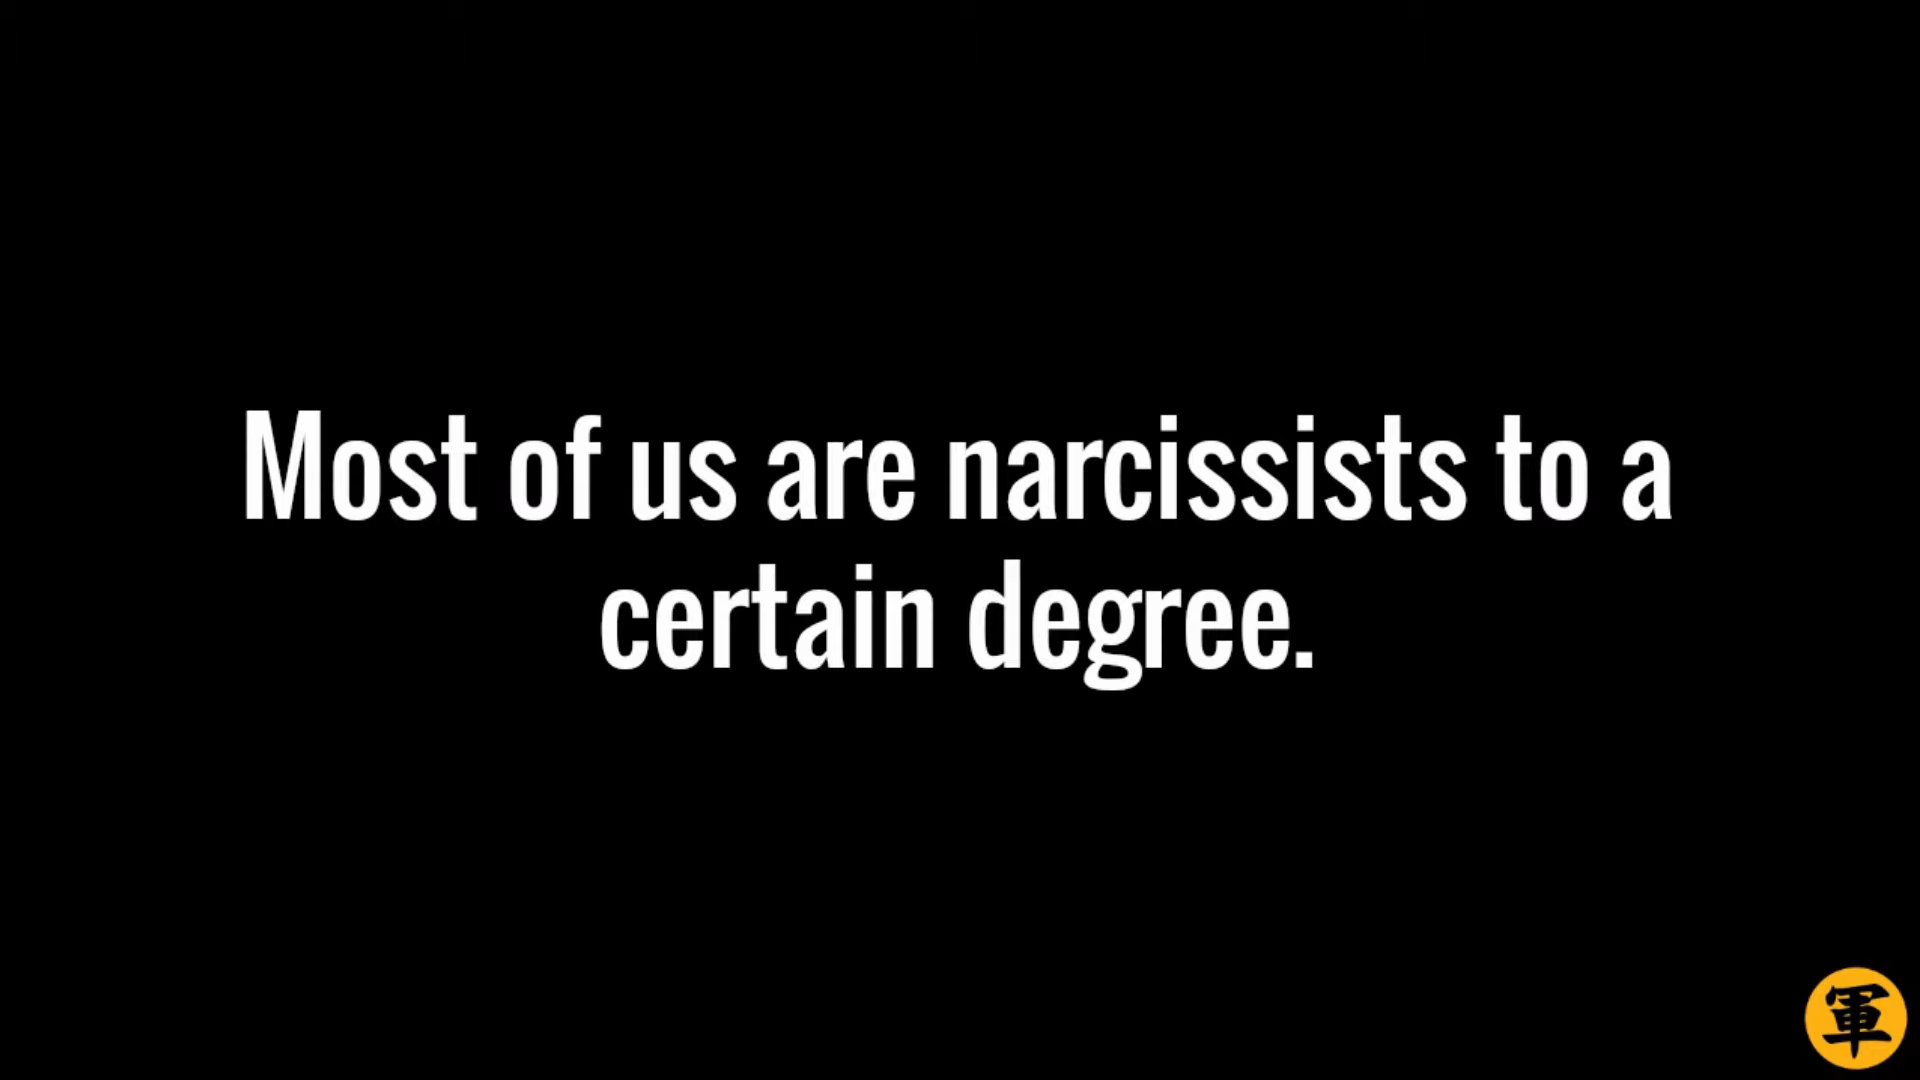 Most of us are narcissists to a
certain degree.
軍